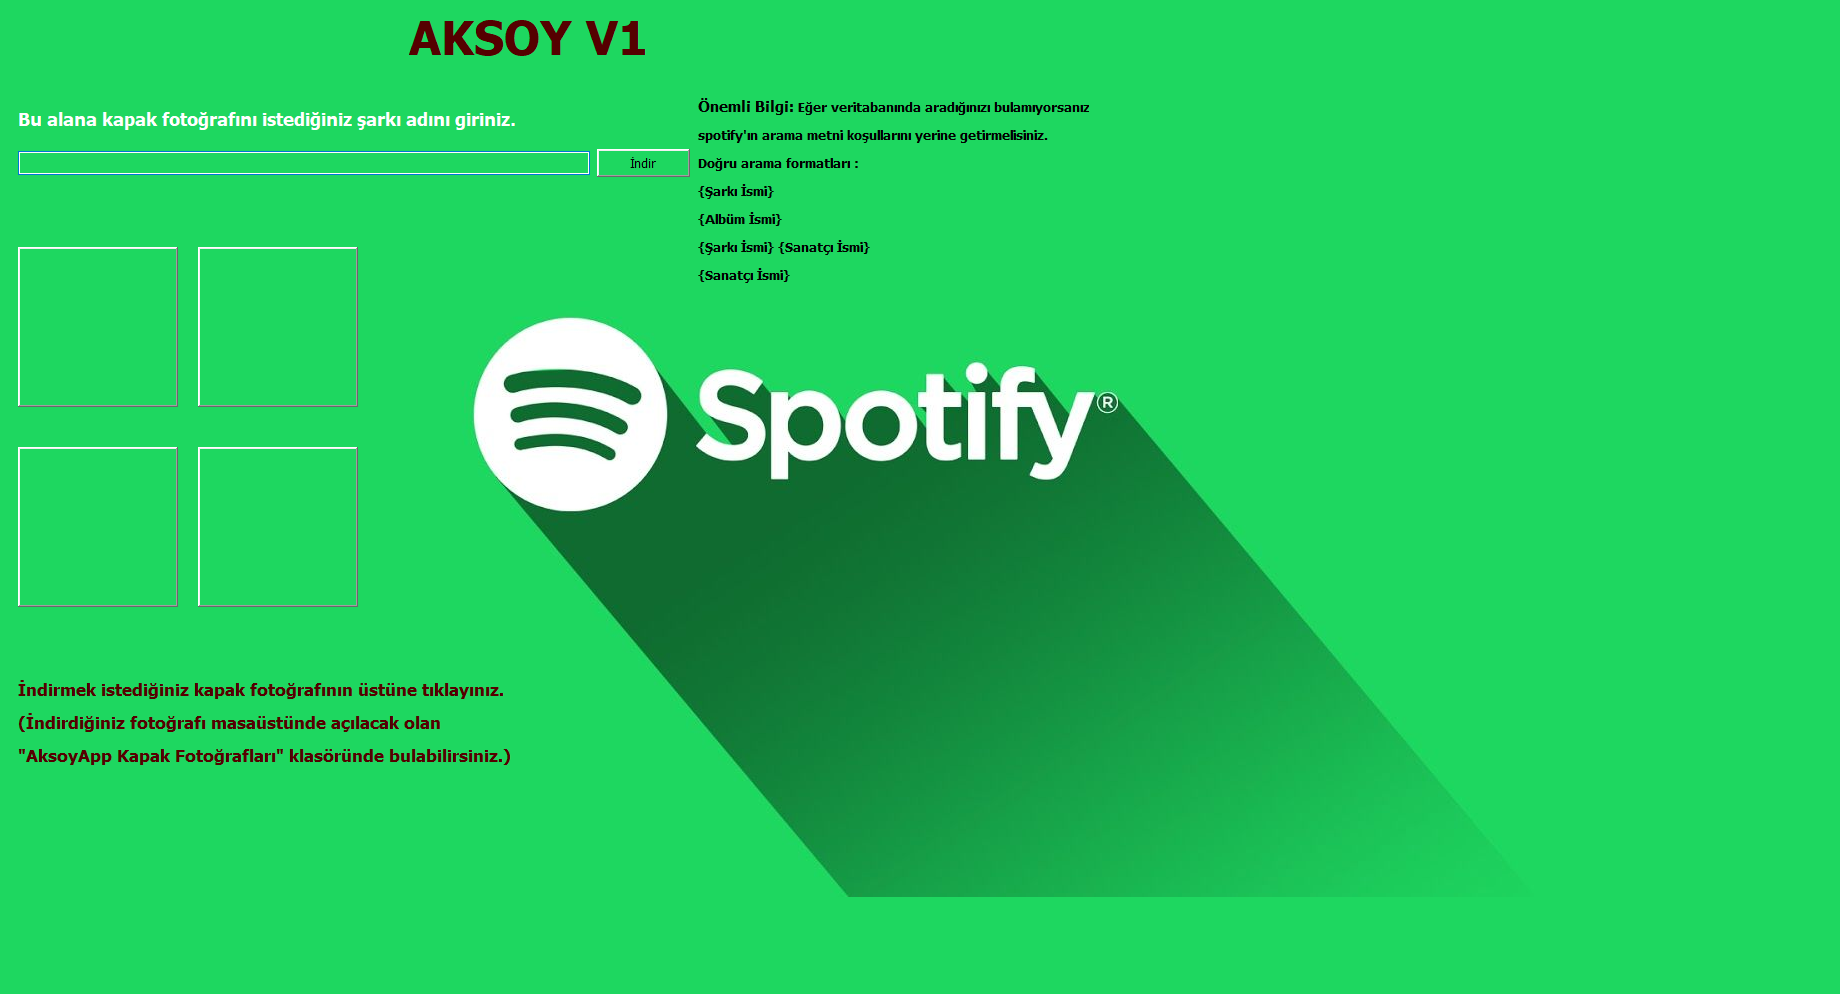 AKSOY V1
Bu alana kapak fotoğrafını istediğiniz şarkı adını giriniz.
İndir
Önemli Bilgi: Eğer veritabanında aradığınızı bulamıyorsanız
spotify'ın arama metni koşullarını yerine getirmelisiniz.
Doğru arama formatları :
{Şarkı İsmi}
{Albüm İsmi}
{Şarkı İsmi} {Sanatçı İsmi}
{Sanatçı İsmi}
Spotify®
İndirmek istediğiniz kapak fotoğrafının üstüne tıklayınız.
(İndirdiğiniz fotoğrafı masaüstünde açılacak olan
"AksoyApp Kapak Fotoğrafları" klasöründe bulabilirsiniz.)